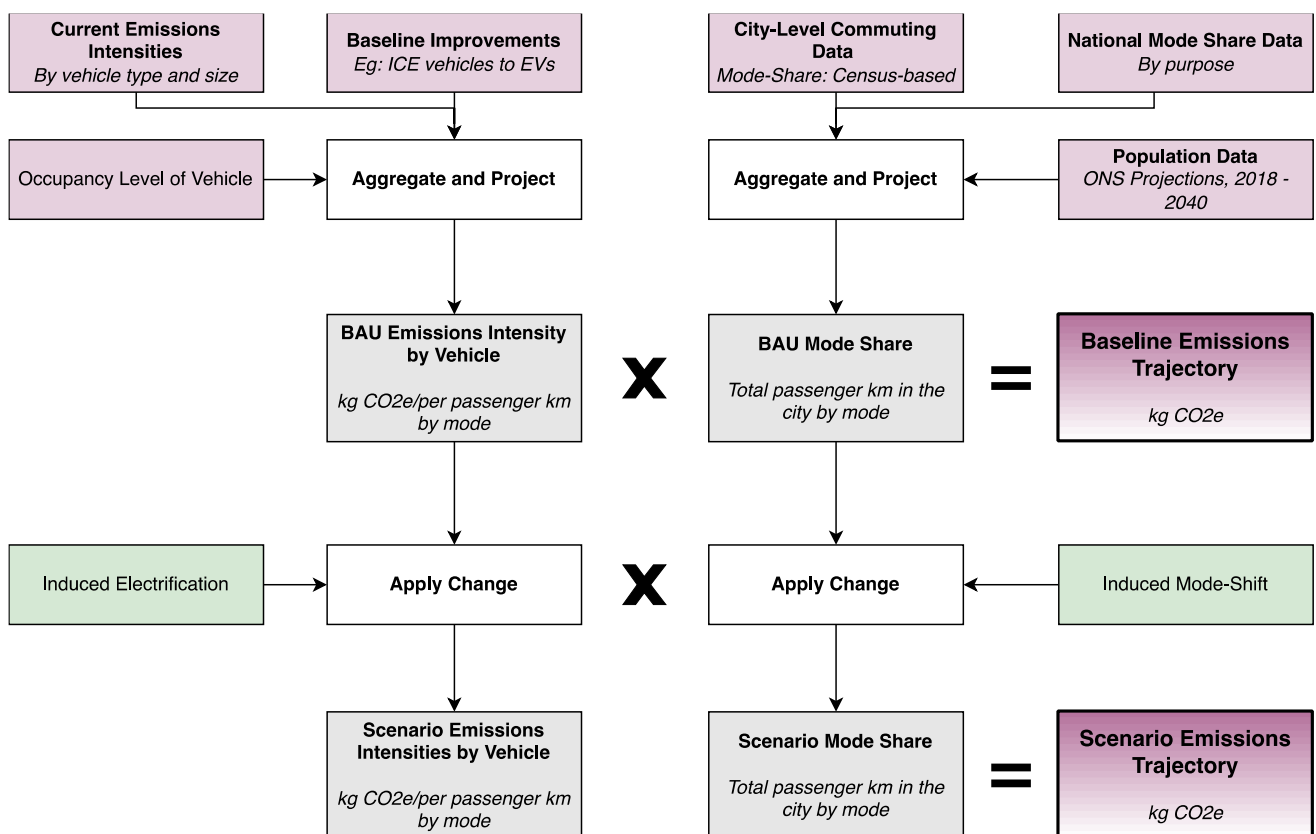 Current Emissions
Intensities
By vehicle type and size
Baseline Improvements
Eg: ICE vehicles to EVs
City-Level Commuting
Data
Mode-Share: Census-based
National Mode Share Data
By purpose
Occupancy Level of Vehicle
Aggregate and Project
Aggregate and Project
Population Data
ONS Projections, 2018 -
2040
BAU Emissions Intensity
by Vehicle
kg CO2e/per passenger km
by mode
x
BAU Mode Share
Total passenger km in the
city by mode
=
Baseline Emissions
Trajectory
kg CO2e
Induced Electrification
Apply Change
x
Apply Change
Induced Mode-Shift
Scenario Emissions
Intensities by Vehicle
kg CO2e/per passenger km
by mode
Scenario Mode Share
Total passenger km in the
city by mode
=
Scenario Emissions
Trajectory
kg CO2e